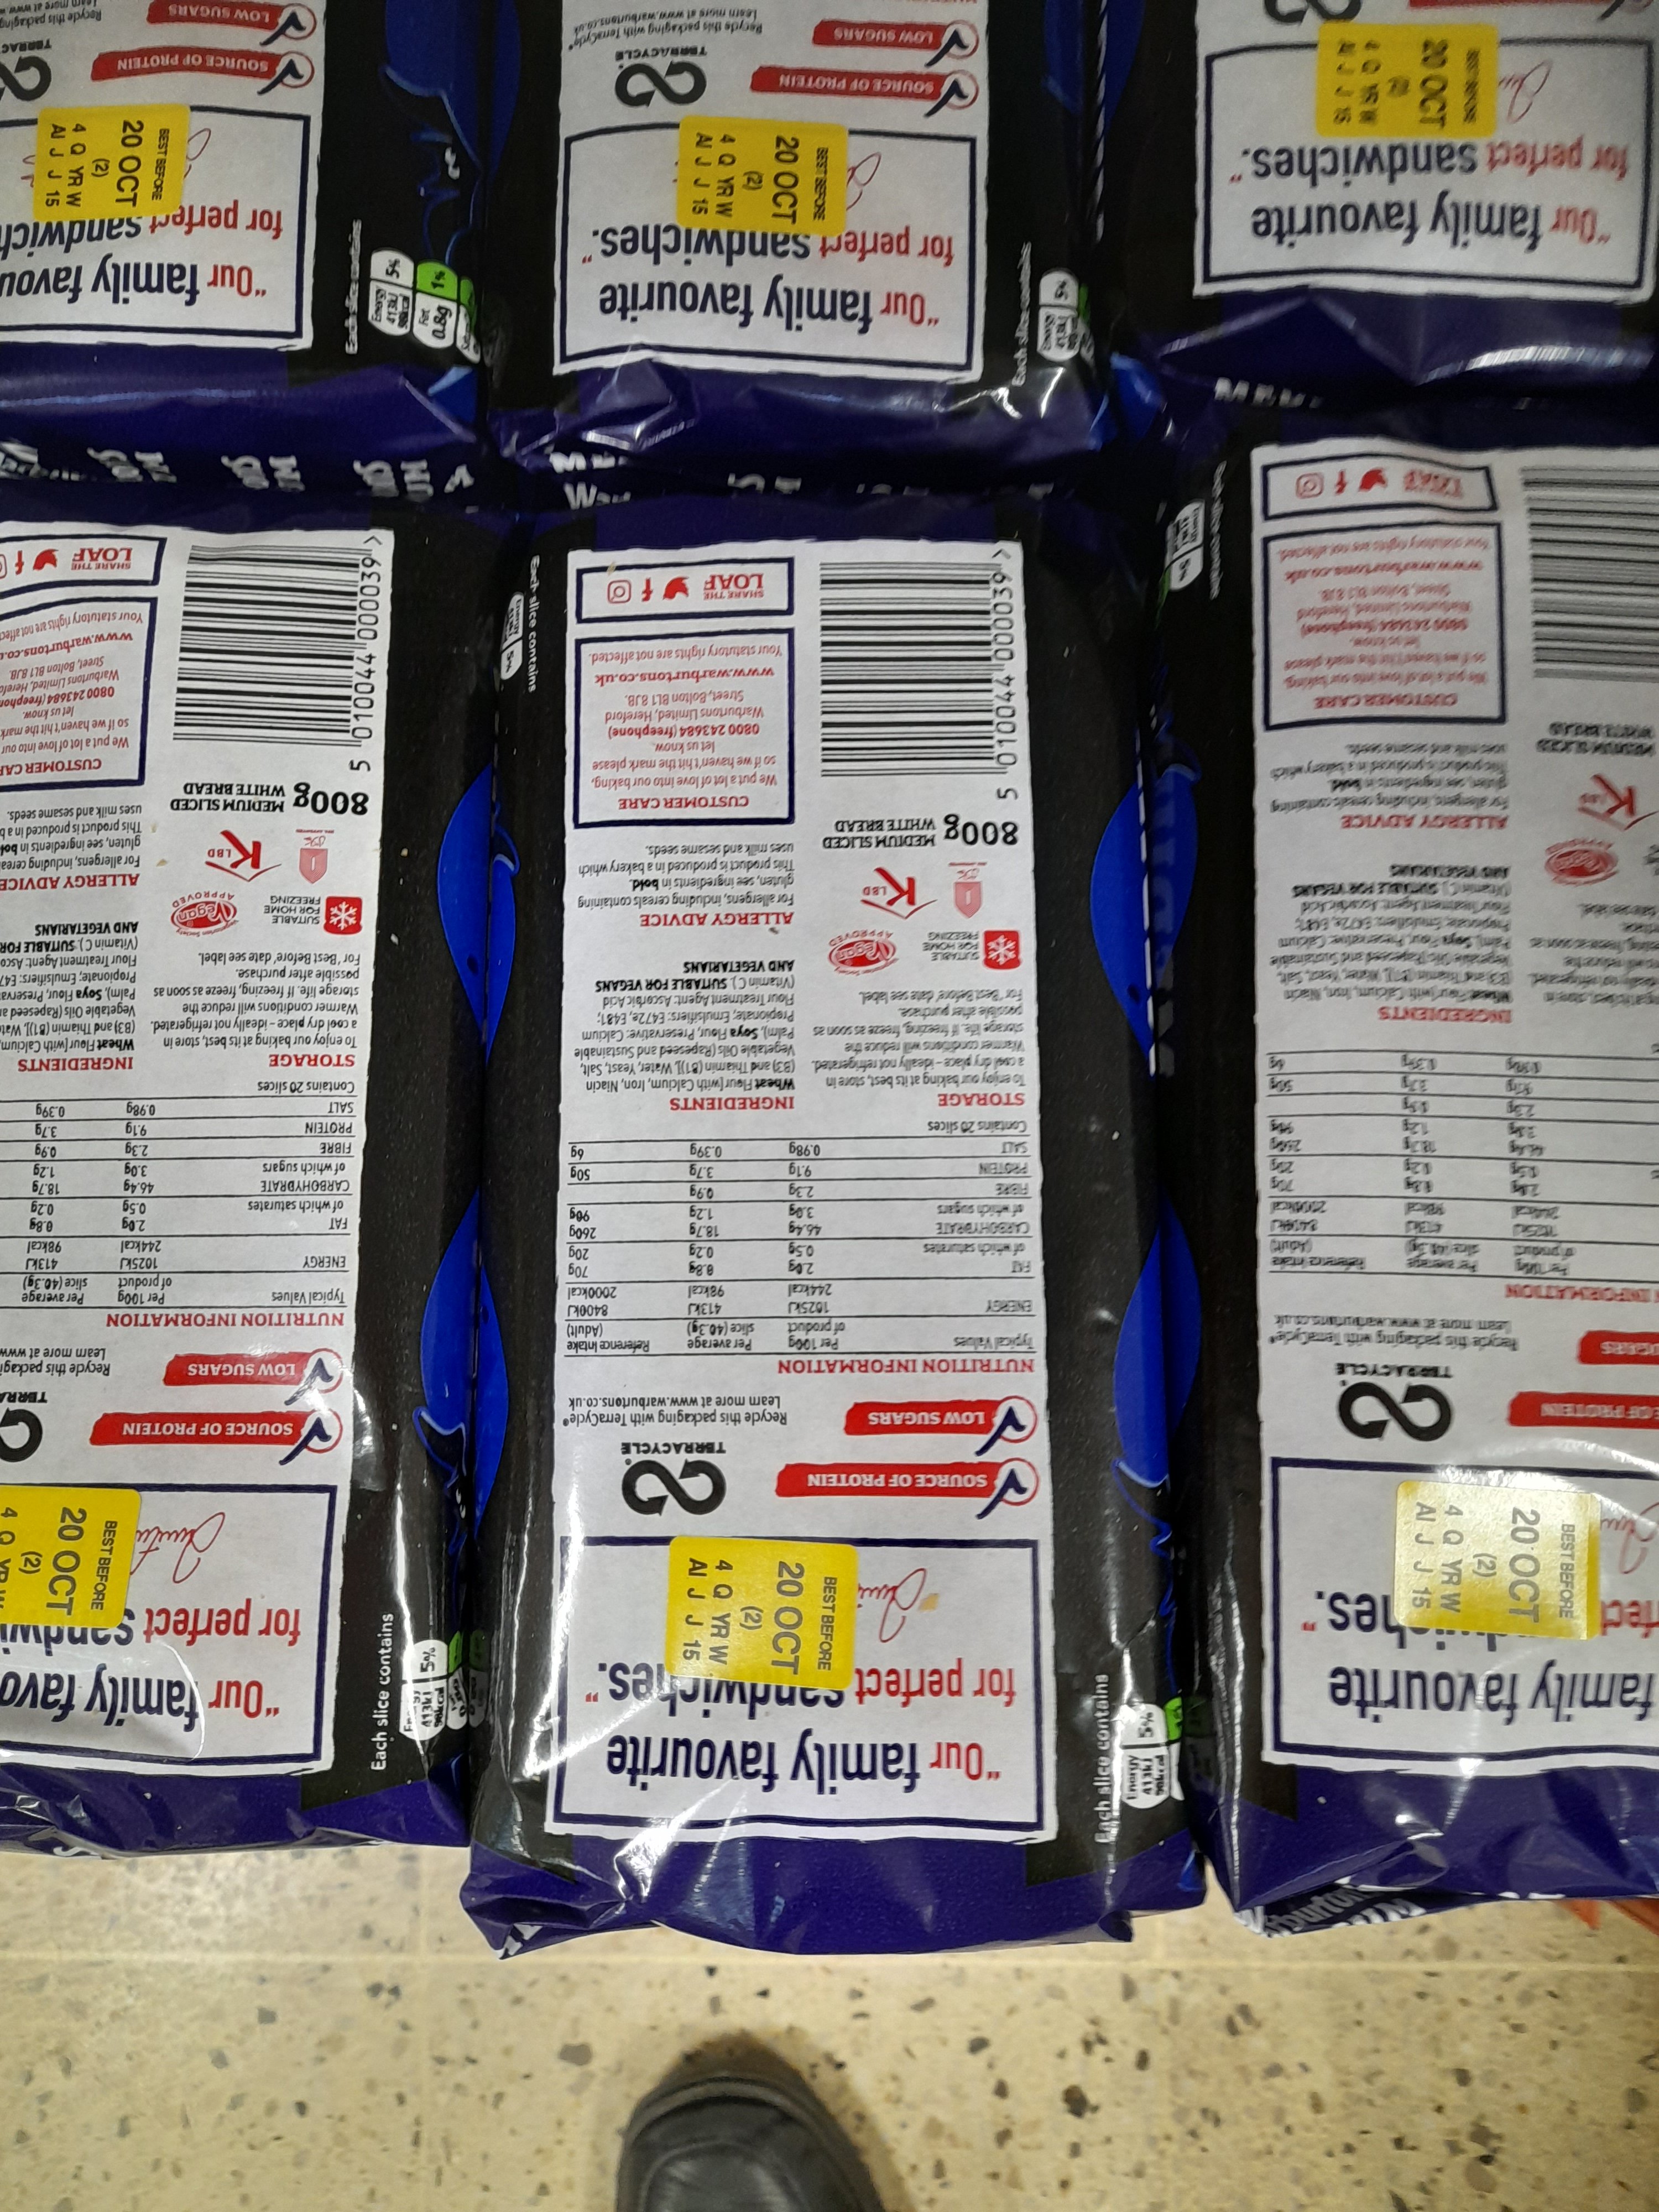 "Our family favourite
for perfect sandwiches."
BEST BEFORE
20 OCT
(2)
4 Q YR W
AI J J 15
SOURCE OF PROTEIN
LOW SUGARS
TERRACYCLE
Recycle this packaging with TerraCycle®
Learn more at www.warburtons.co.uk
NUTRITION INFORMATION
Typical Values Per 100g of product Per average slice (40.3g) Reference Intake (Adult)
ENERGY 1025kJ 413kJ 8400kJ
244kcal 98kcal 2000kcal
FAT 2.0g 0.8g 70g
of which saturates 0.5g 0.2g 20g
CARBOHYDRATE 46.4g 18.7g 260g
of which sugars 3.0g 1.2g 90g
FIBRE 2.3g 0.9g
PROTEIN 9.1g 3.7g 50g
SALT 0.98g 0.39g 6g
Contains 20 slices
STORAGE
To enjoy our baking at its best, store in
a cool dry place – ideally not refrigerated.
Warmer conditions will reduce the
storage life. If freezing, freeze as soon as
possible after purchase.
For 'Best Before' date see label.
SUITABLE
FOR HOME
FREEZING
Vegetarian Society
Vegan
APPROVED
K LBD
800g MEDIUM SLICED
WHITE BREAD
5 010044 000039 >
INGREDIENTS
Wheat Flour [with Calcium, Iron, Niacin
(B3) and Thiamin (B1)], Water, Yeast, Salt,
Vegetable Oils (Rapeseed and Sustainable
Palm), Soya Flour, Preservative: Calcium
Propionate; Emulsifiers: E472e, E481;
Flour Treatment Agent: Ascorbic Acid
(Vitamin C). SUITABLE FOR VEGANS
AND VEGETARIANS
ALLERGY ADVICE
For allergens, including cereals containing
gluten, see ingredients in bold.
This product is produced in a bakery which
uses milk and sesame seeds.
CUSTOMER CARE
We put a lot of love into our baking,
so if we haven't hit the mark please
let us know.
0800 243684 (freephone)
Warburtons Limited, Hereford
Street, Bolton BL1 8JB.
www.warburtons.co.uk
Your statutory rights are not affected.
SHARE THE
LOAF
Each slice contains
Energy
413kJ
98kcal
5%